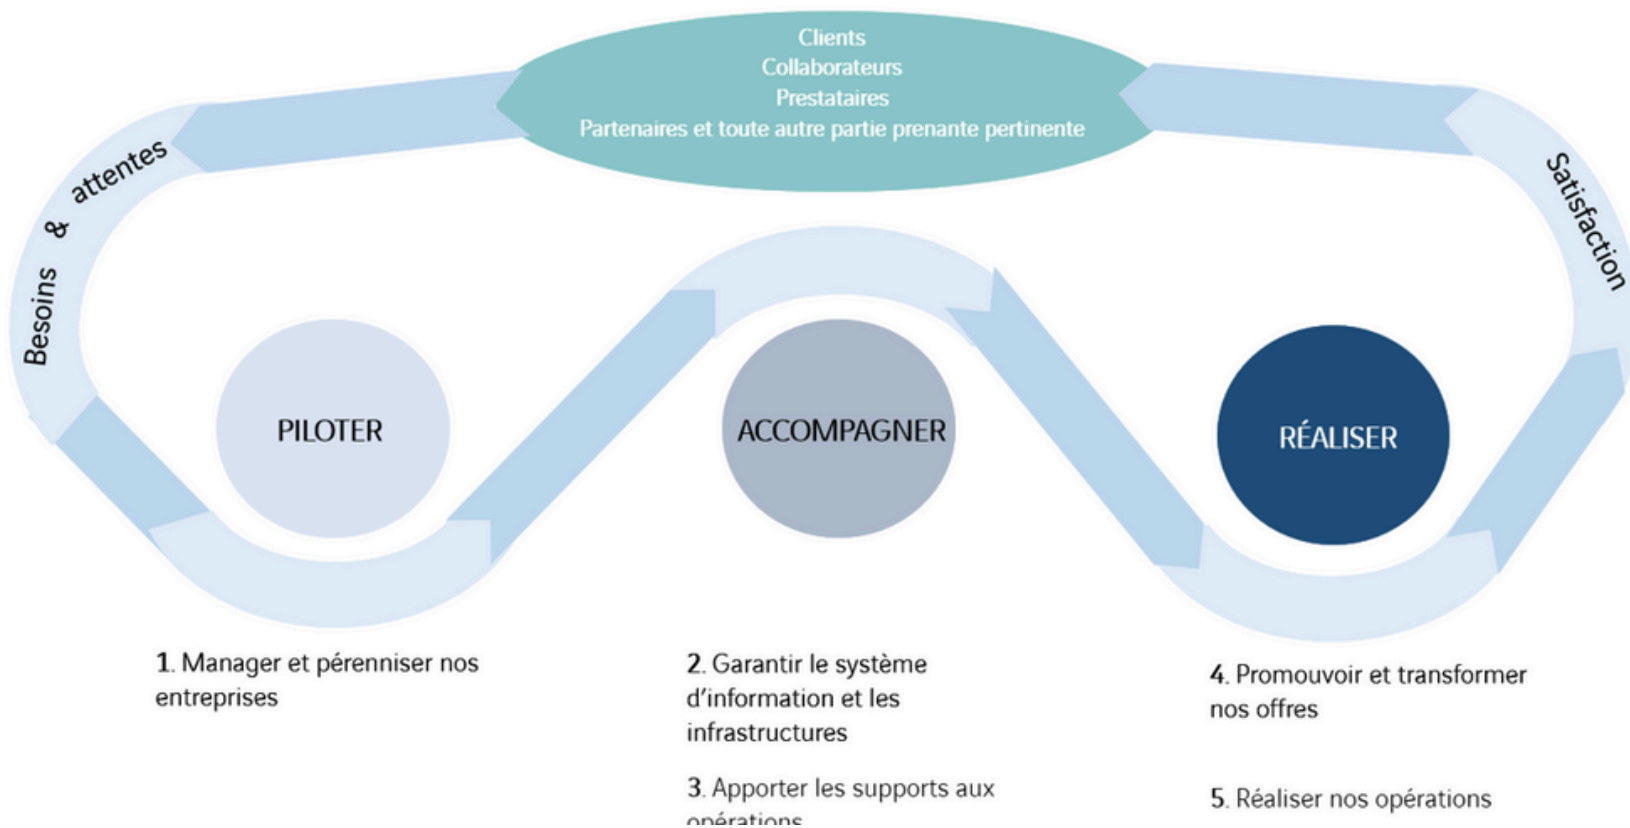 Clients
Collaborateurs
Prestataires
Partenaires et toute autre partie prenante pertinente
Besoins & attentes
Satisfaction
PILOTER
ACCOMPAGNER
RÉALISER
1. Manager et pérenniser nos
entreprises
2. Garantir le système
d'information et les
infrastructures
3. Apporter les supports aux
opérations
4. Promouvoir et transformer
nos offres
5. Réaliser nos opérations